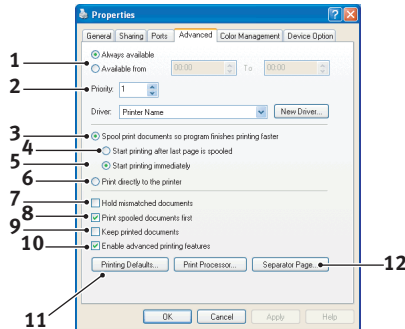 Properties
General Sharing Ports Advanced Color Management Device Option
1 Always available
Available from 00:00 To 00:00
2 Priority: 1
Driver: Printer Name New Driver...
3 Spool print documents so program finishes printing faster
4 Start printing after last page is spooled
5 Start printing immediately
6 Print directly to the printer
7 Hold mismatched documents
8 Print spooled documents first
9 Keep printed documents
10 Enable advanced printing features
Printing Defaults... Print Processor... Separator Page... 12
11
OK Cancel Apply Help